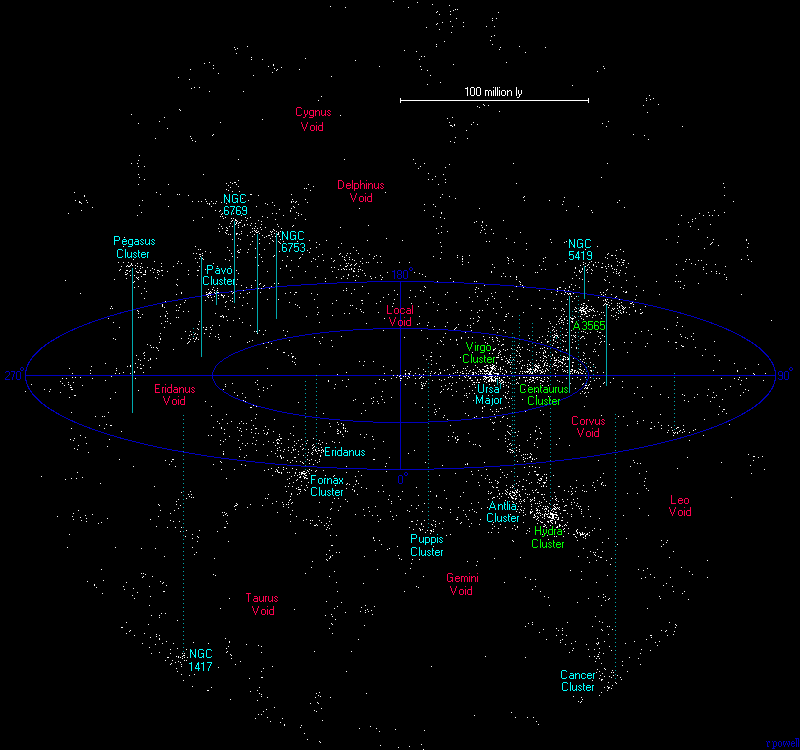 100 million ly
Cygnus
Void
Delphinus
Void
NGC
6769
NGC
6753
Pegasus
Cluster
Pavo
Cluster
NGC
5419
180°
Local
Void
A3565
Virgo
Cluster
270°
90°
Eridanus
Void
Ursa
Major
Centaurus
Cluster
Corvus
Void
Eridanus
Fornax
Cluster
0°
Antlia
Cluster
Leo
Void
Puppis
Cluster
Hydra
Cluster
Gemini
Void
Taurus
Void
NGC
1417
Cancer
Cluster
rpowell